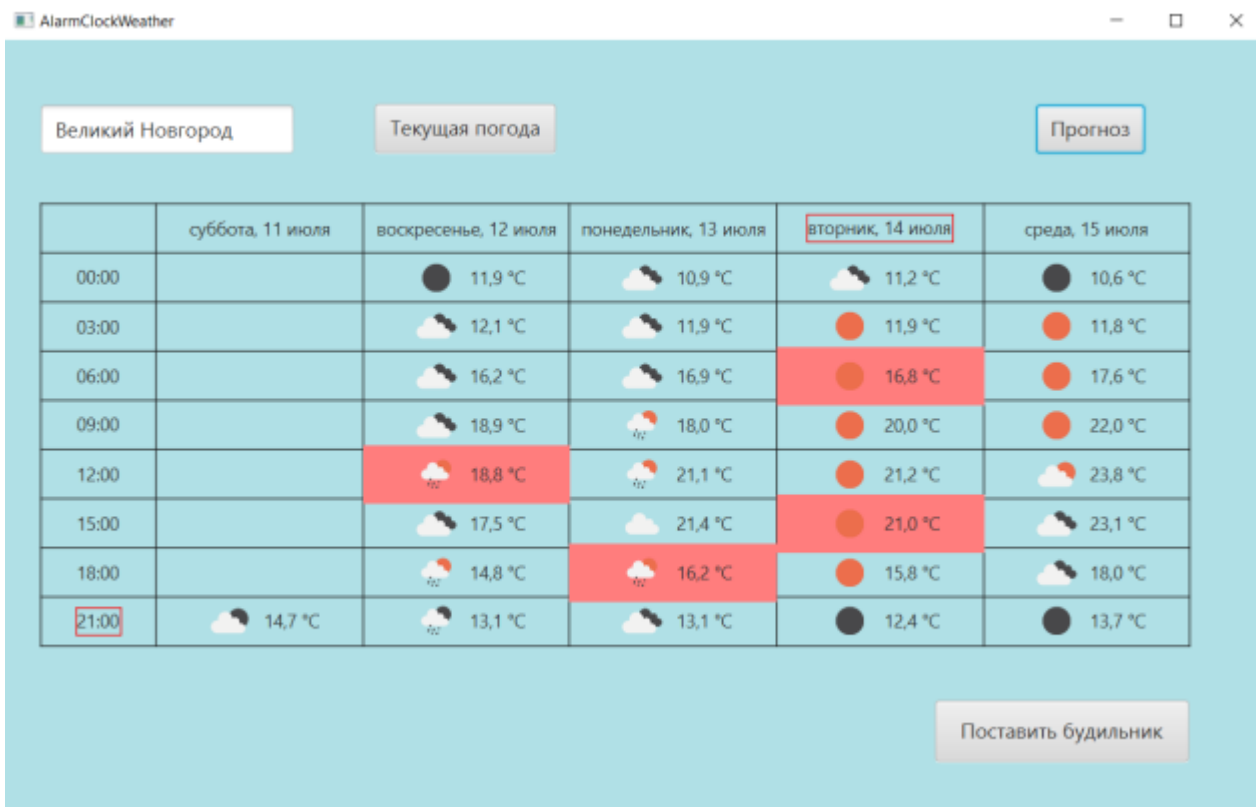 AlarmClockWeather
Великий Новгород Текущая погода Прогноз
суббота, 11 июля воскресенье, 12 июля понедельник, 13 июля вторник, 14 июля среда, 15 июля
00:00 11,9 °C 10,9 °C 11,2 °C 10,6 °C
03:00 12,1 °C 11,9 °C 11,9 °C 11,8 °C
06:00 16,2 °C 16,9 °C 16,8 °C 17,6 °C
09:00 18,9 °C 18,0 °C 20,0 °C 22,0 °C
12:00 18,8 °C 21,1 °C 21,2 °C 23,8 °C
15:00 17,5 °C 21,4 °C 21,0 °C 23,1 °C
18:00 14,8 °C 16,2 °C 15,8 °C 18,0 °C
21:00 14,7 °C 13,1 °C 13,1 °C 12,4 °C 13,7 °C
Поставить будильник